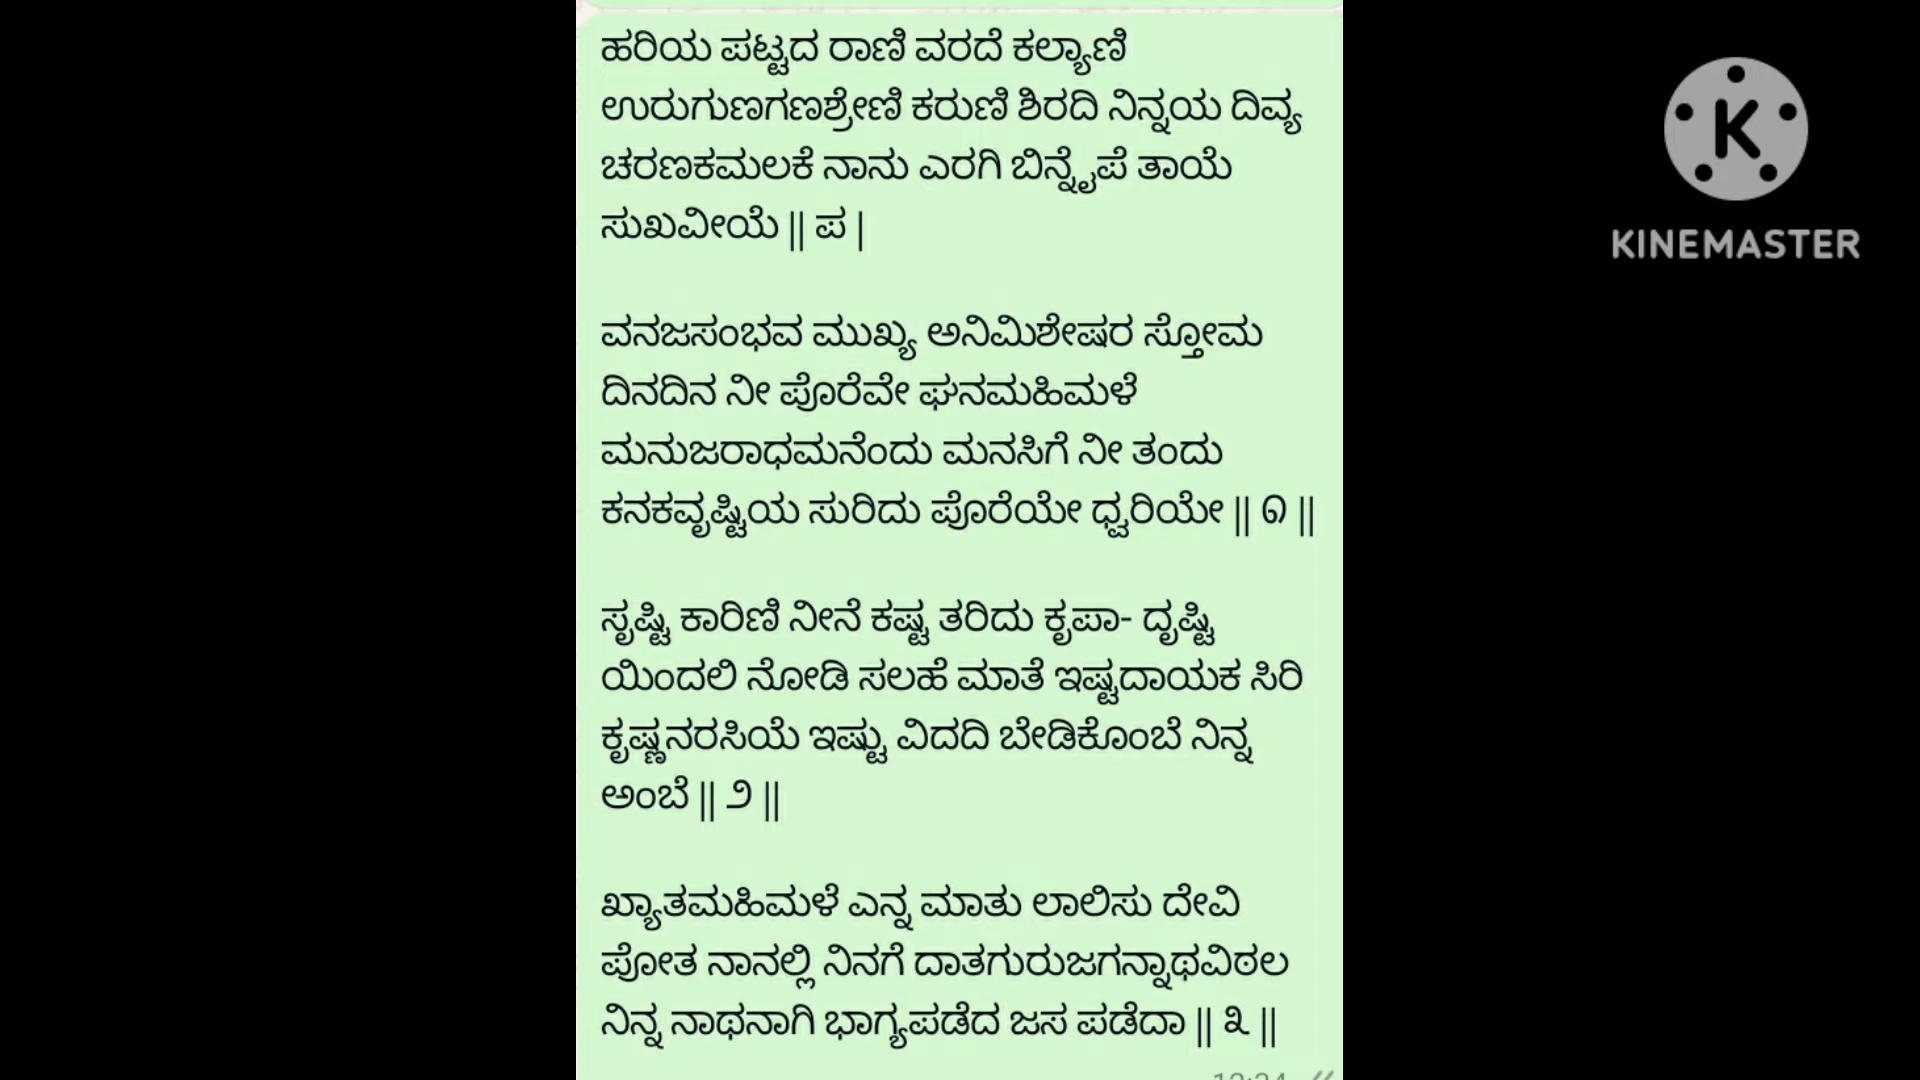 ಹರಿಯ ಪಟ್ಟದ ರಾಣಿ ವರದೆ ಕಲ್ಯಾಣಿ
ಉರುಗುಣಗಣಶ್ರೇಣಿ ಕರುಣಿ ಶಿರದಿ ನಿನ್ನಯ ದಿವ್ಯ
ಚರಣಕಮಲಕೆ ನಾನು ಎರಗಿ ಬಿನ್ನೈಪೆ ತಾಯೆ
ಸುಖವೀಯೆ || ಪ |
ವನಜಸಂಭವ ಮುಖ್ಯ ಅನಿಮಿಶೇಷರ ಸ್ತೋಮ
ದಿನದಿನ ನೀ ಪೊರೆವೇ ಘನಮಹಿಮಳೆ
ಮನುಜರಾಧಮನೆಂದು ಮನಸಿಗೆ ನೀ ತಂದು
ಕನಕವೃಷ್ಟಿಯ ಸುರಿದು ಪೊರೆಯೇ ಧ್ವರಿಯೇ || ೧ ||
ಸೃಷ್ಟಿ ಕಾರಿಣಿ ನೀನೆ ಕಷ್ಟ ತರಿದು ಕೃಪಾ- ದೃಷ್ಟಿ
ಯಿಂದಲಿ ನೋಡಿ ಸಲಹೆ ಮಾತೆ ಇಷ್ಟದಾಯಕ ಸಿರಿ
ಕೃಷ್ಣನರಸಿಯೆ ಇಷ್ಟು ವಿದದಿ ಬೇಡಿಕೊಂಬೆ ನಿನ್ನ
ಅಂಬೆ || ೨ ||
ಖ್ಯಾತಮಹಿಮಳೆ ಎನ್ನ ಮಾತು ಲಾಲಿಸು ದೇವಿ
ಪೋತ ನಾನಲ್ಲಿ ನಿನಗೆ ದಾತಗುರುಜಗನ್ನಾಥವಿಠಲ
ನಿನ್ನ ನಾಥನಾಗಿ ಭಾಗ್ಯಪಡೆದ ಜಸ ಪಡೆದಾ || ೩ ||
K
KINEMASTER